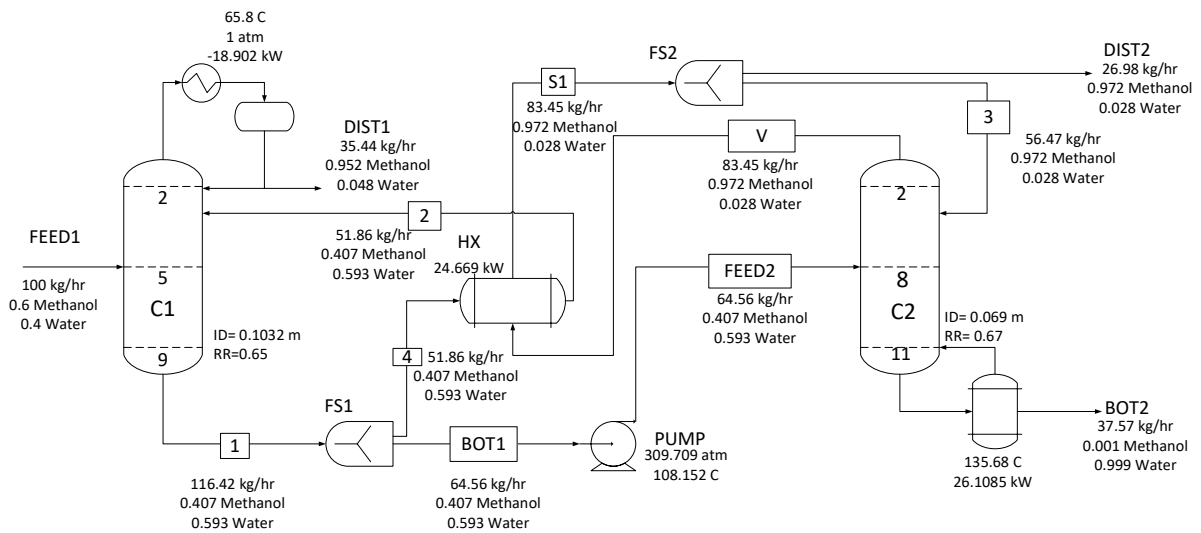 65.8 C
1 atm
-18.902 kW
DIST1
35.44 kg/hr
0.952 Methanol
0.048 Water
S1
83.45 kg/hr
0.972 Methanol
0.028 Water
FS2
DIST2
26.98 kg/hr
0.972 Methanol
0.028 Water
3
56.47 kg/hr
0.972 Methanol
0.028 Water
V
83.45 kg/hr
0.972 Methanol
0.028 Water
2
5
C1
9
ID= 0.1032 m
RR=0.65
FEED1
100 kg/hr
0.6 Methanol
0.4 Water
2
51.86 kg/hr
0.407 Methanol
0.593 Water
HX
24.669 kW
4
51.86 kg/hr
0.407 Methanol
0.593 Water
FEED2
64.56 kg/hr
0.407 Methanol
0.593 Water
2
8
C2
11
ID= 0.069 m
RR= 0.67
FS1
1
116.42 kg/hr
0.407 Methanol
0.593 Water
BOT1
64.56 kg/hr
0.407 Methanol
0.593 Water
PUMP
309.709 atm
108.152 C
135.68 C
26.1085 kW
BOT2
37.57 kg/hr
0.001 Methanol
0.999 Water